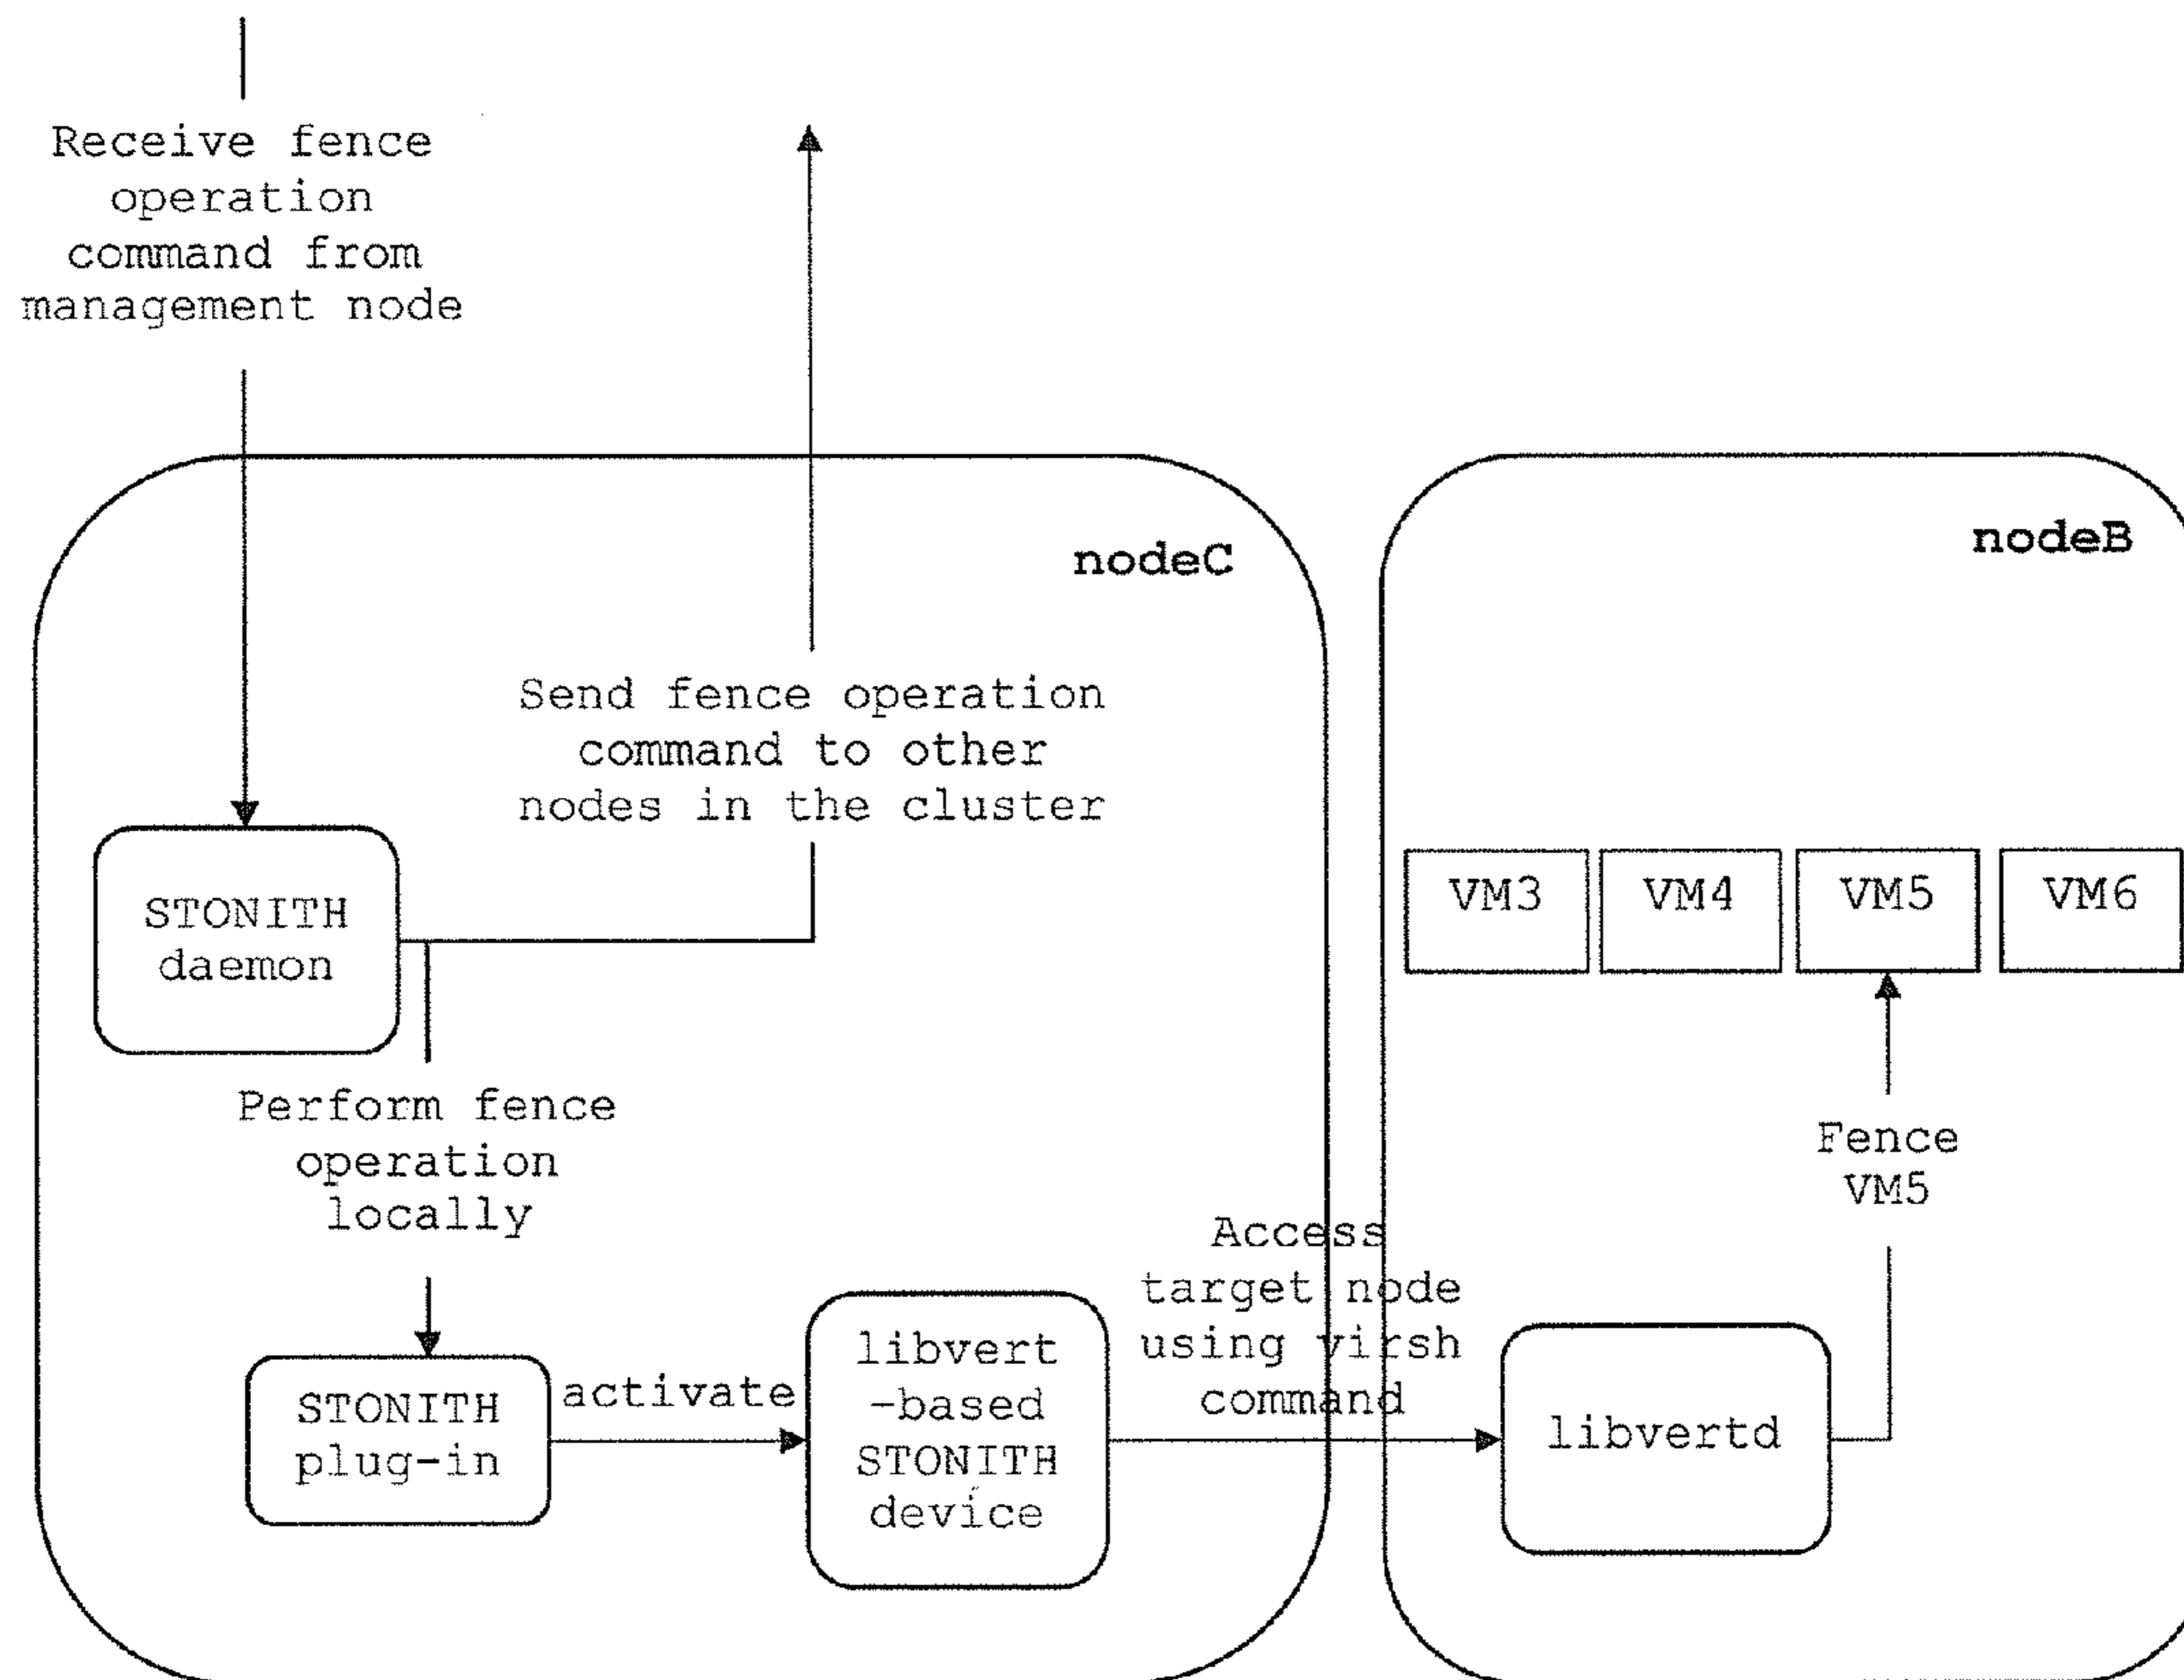 Receive fence
operation
command from
management node
nodeC
nodeB
Send fence operation
command to other
nodes in the cluster
STONITH
daemon
VM3
VM4
VM5
VM6
Perform fence
operation
locally
Fence
VM5
Access
target node
using virsh
command
STONITH
plug-in
activate
libvert
-based
STONITH
device
libvertd